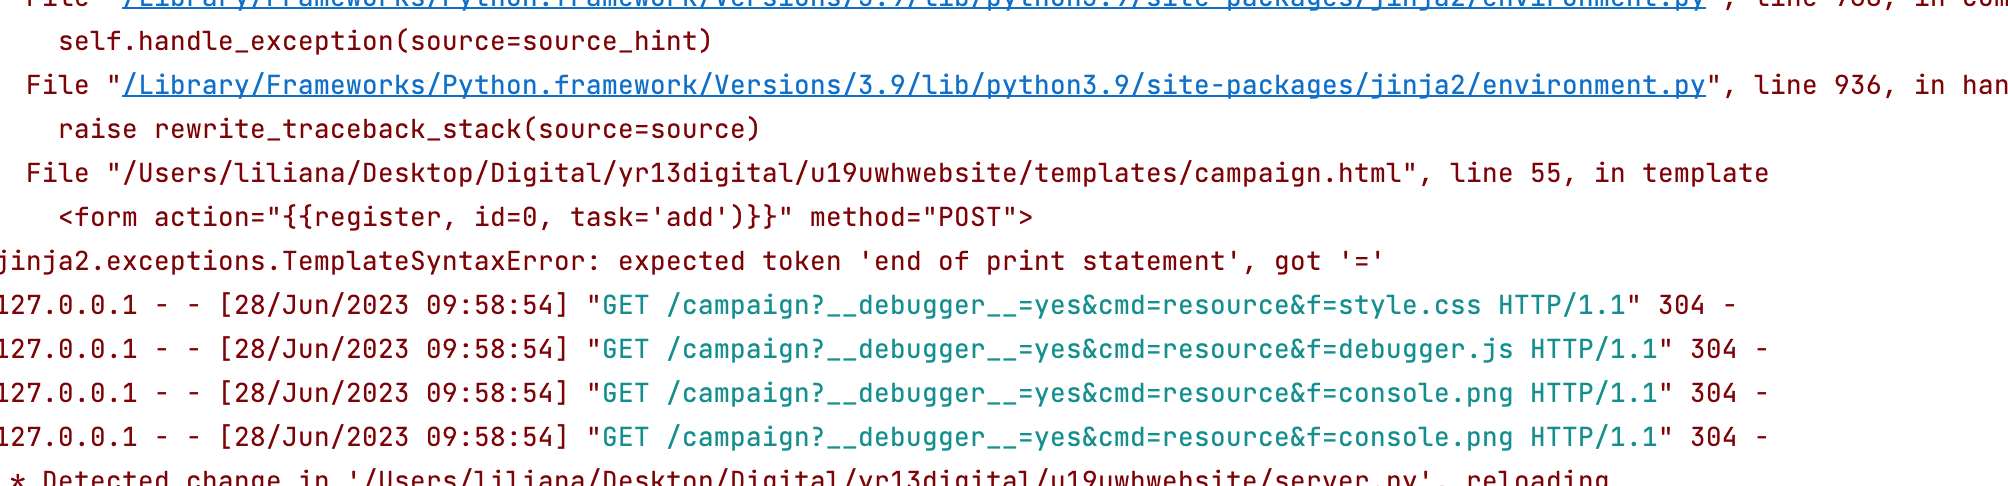 File "/Library/Frameworks/Python.framework/Versions/3.9/lib/python3.9/site-packages/jinja2/environment.py", line 768, in com
self.handle_exception(source=source_hint)
File "/Library/Frameworks/Python.framework/Versions/3.9/lib/python3.9/site-packages/jinja2/environment.py", line 936, in han
raise rewrite_traceback_stack(source=source)
File "/Users/liliana/Desktop/Digital/yr13digital/u19uwhwebsite/templates/campaign.html", line 55, in template
<form action="{{register, id=0, task='add')}}" method="POST">
jinja2.exceptions.TemplateSyntaxError: expected token 'end of print statement', got '='
127.0.0.1 - - [28/Jun/2023 09:58:54] "GET /campaign?__debugger__=yes&cmd=resource&f=style.css HTTP/1.1" 304 -
127.0.0.1 - - [28/Jun/2023 09:58:54] "GET /campaign?__debugger__=yes&cmd=resource&f=debugger.js HTTP/1.1" 304 -
127.0.0.1 - - [28/Jun/2023 09:58:54] "GET /campaign?__debugger__=yes&cmd=resource&f=console.png HTTP/1.1" 304 -
127.0.0.1 - - [28/Jun/2023 09:58:54] "GET /campaign?__debugger__=yes&cmd=resource&f=console.png HTTP/1.1" 304 -
* Detected change in '/Users/liliana/Desktop/Digital/yr13digital/u19uwhwebsite/server.py', reloading